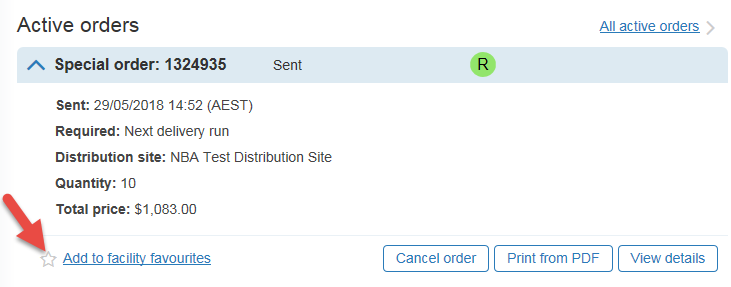 Active orders
All active orders
Special order: 1324935 Sent R
Sent: 29/05/2018 14:52 (AEST)
Required: Next delivery run
Distribution site: NBA Test Distribution Site
Quantity: 10
Total price: $1,083.00
Add to facility favourites
Cancel order
Print from PDF
View details